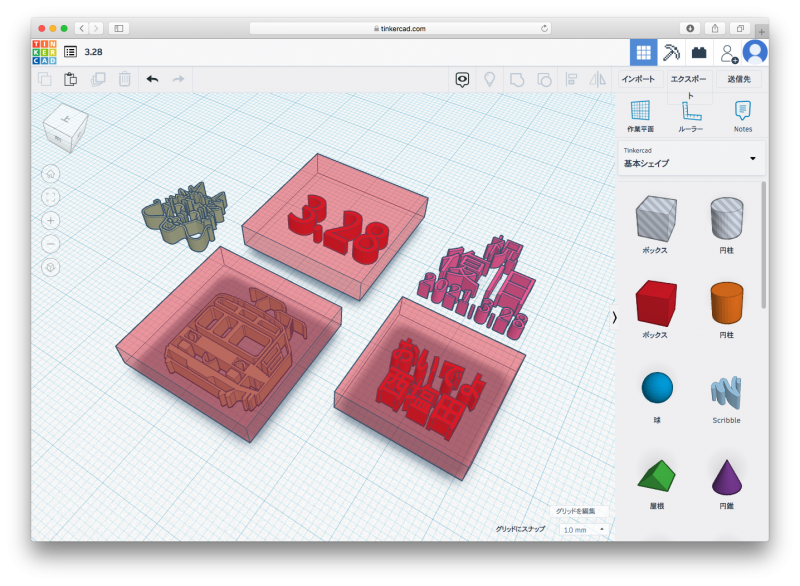 tinkercad.com
TIN
KER
CAD
3.28
インポート
エクスポー
ト
送信先
上
作業平面
ルーラー
Notes
Tinkercad
基本シェイプ
ボックス
円柱
ボックス
円柱
球
Scribble
屋根
円錐
3.28
グリッドを編集
グリッドにスナップ
1.0 mm